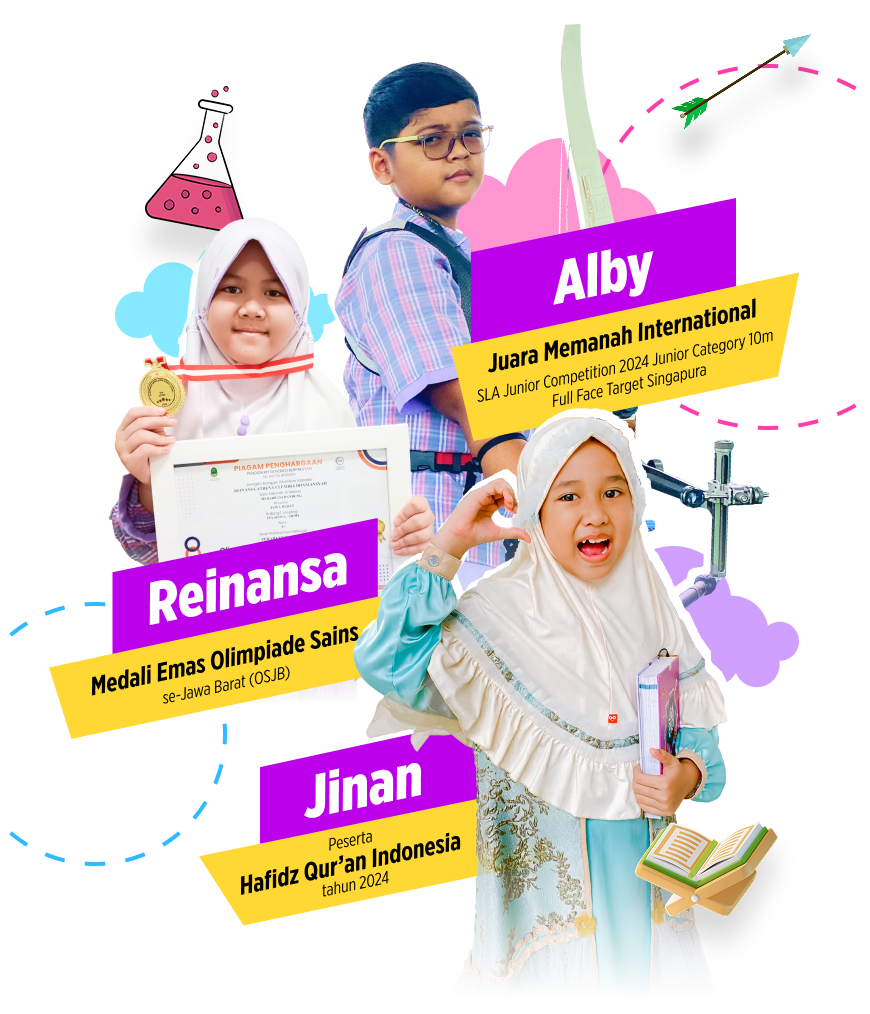 Alby
Juara Memanah International
SLA Junior Competition 2024 Junior Category 10m
Full Face Target Singapura
PIAGAM PENGHARGAAN
Reinansa
Medali Emas Olimpiade Sains
se-Jawa Barat (OSJB)
Jinan
Peserta
Hafidz Qur'an Indonesia
tahun 2024